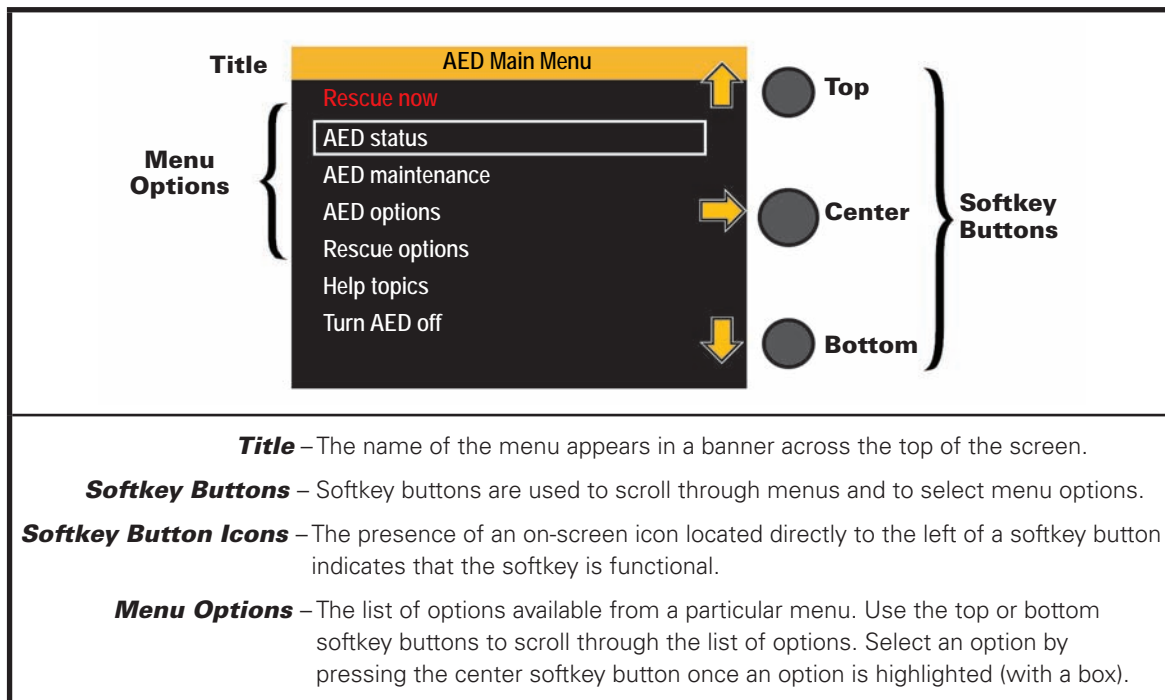 Title
AED Main Menu
Rescue now
AED status
AED maintenance
AED options
Rescue options
Help topics
Turn AED off
Menu
Options
Top
Center
Bottom
Softkey
Buttons
Title – The name of the menu appears in a banner across the top of the screen.
Softkey Buttons – Softkey buttons are used to scroll through menus and to select menu options.
Softkey Button Icons – The presence of an on-screen icon located directly to the left of a softkey button
indicates that the softkey is functional.
Menu Options – The list of options available from a particular menu. Use the top or bottom
softkey buttons to scroll through the list of options. Select an option by
pressing the center softkey button once an option is highlighted (with a box).